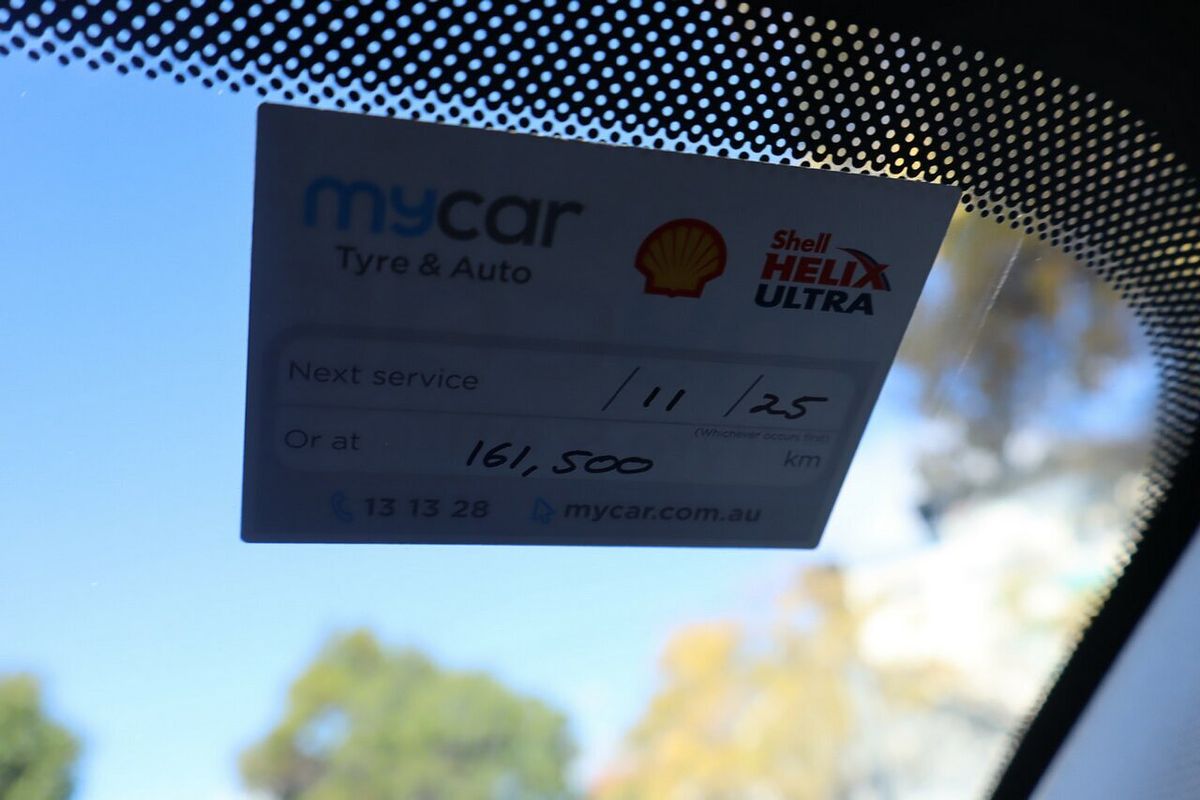 mycar
Tyre & Auto
Shell
HELIX
ULTRA
Next service /11 /25
(Whichever occurs first)
Or at 161,500 km
13 13 28 mycar.com.au